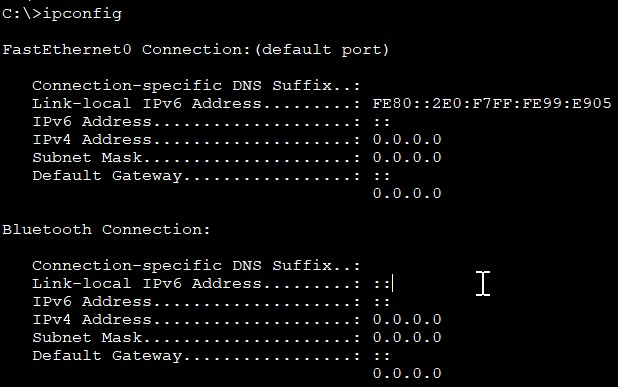 C:\>ipconfig
FastEthernet0 Connection:(default port)
Connection-specific DNS Suffix..:
Link-local IPv6 Address.........: FE80::2E0:F7FF:FE99:E905
IPv6 Address....................: ::
IPv4 Address....................: 0.0.0.0
Subnet Mask.....................: 0.0.0.0
Default Gateway.................: ::
0.0.0.0
Bluetooth Connection:
Connection-specific DNS Suffix..:
Link-local IPv6 Address.........: ::
IPv6 Address....................: ::
IPv4 Address....................: 0.0.0.0
Subnet Mask.....................: 0.0.0.0
Default Gateway.................: ::
0.0.0.0